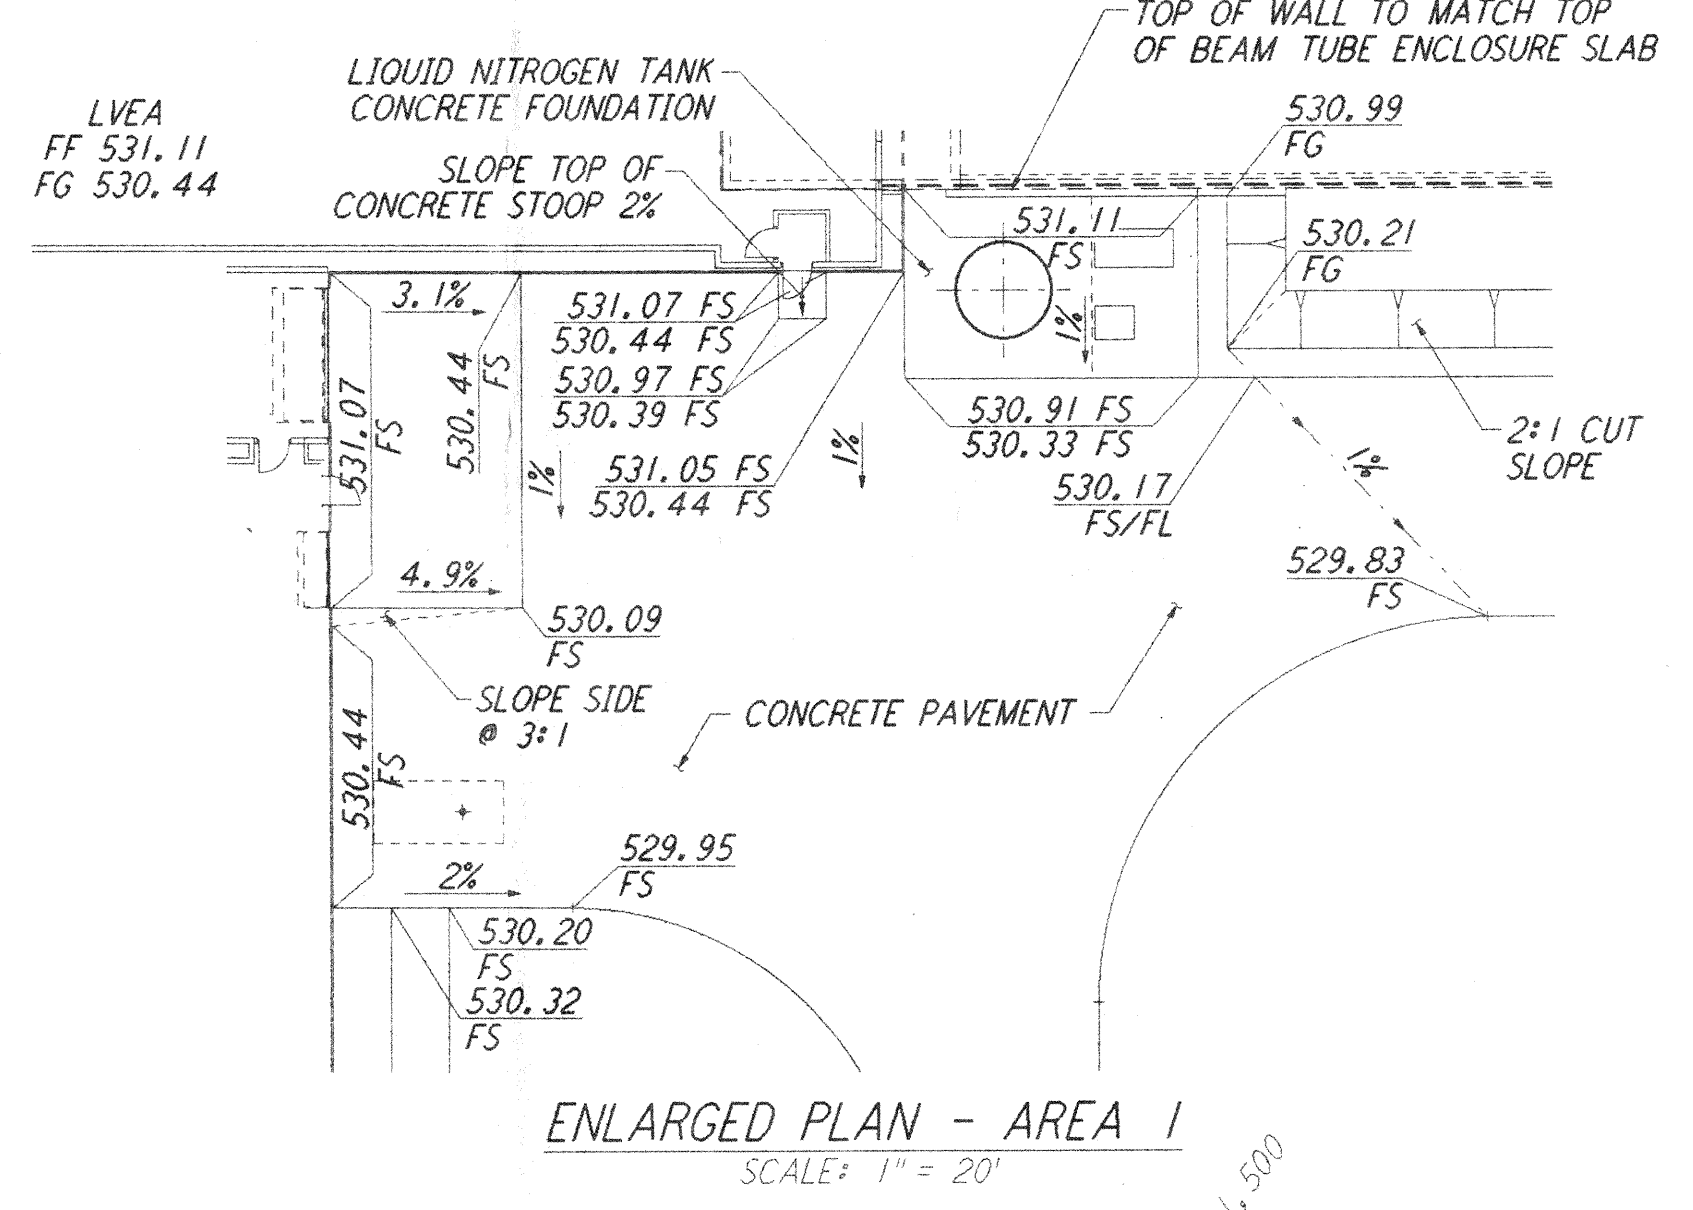 TOP OF WALL TO MATCH TOP
OF BEAM TUBE ENCLOSURE SLAB
LIQUID NITROGEN TANK
CONCRETE FOUNDATION
LVEA
FF 531.11
FG 530.44
530.99
FG
SLOPE TOP OF
CONCRETE STOOP 2%
531.11
FS
530.21
FG
3.1%
531.07 FS
530.44 FS
530.97 FS
530.39 FS
1%
530.44
FS
531.07
FS
530.91 FS
530.33 FS
2:1 CUT
SLOPE
1%
1%
531.05 FS
530.44 FS
530.17
FS/FL
1%
529.83
FS
4.9%
530.09
FS
SLOPE SIDE
@ 3:1
CONCRETE PAVEMENT
530.44
FS
529.95
FS
2%
530.20
FS
530.32
FS
ENLARGED PLAN - AREA 1
SCALE: 1" = 20'